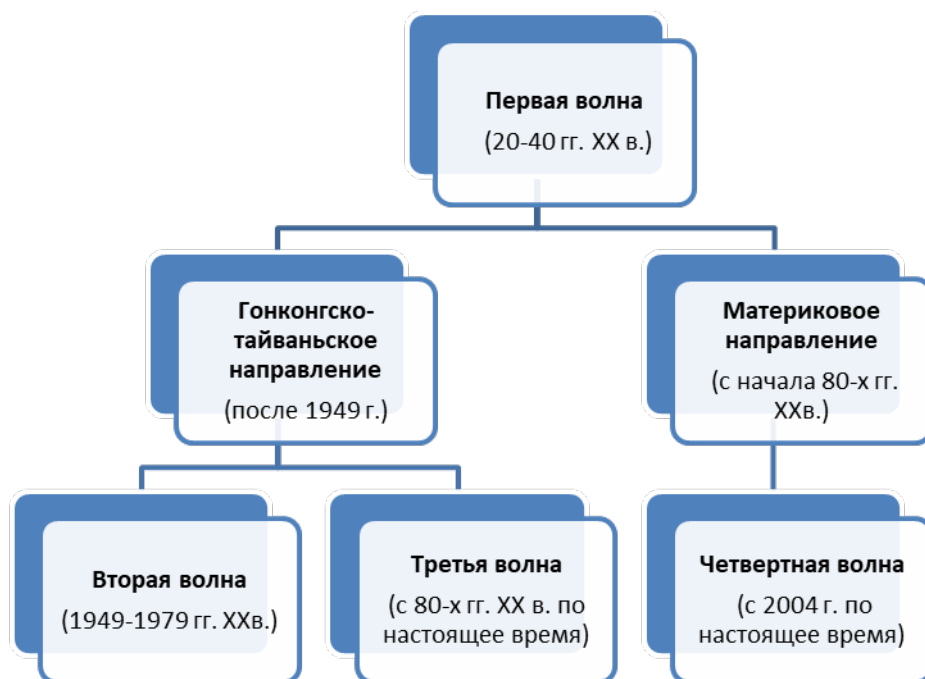 Первая волна
(20-40 гг. XX в.)
Гонконгско-
тайваньское
направление
(после 1949 г.)
Материковое
направление
(с начала 80-х гг.
XXв.)
Вторая волна
(1949-1979 гг. XXв.)
Третья волна
(с 80-х гг. XX в. по
настоящее время)
Четвертная волна
(с 2004 г. по
настоящее время)